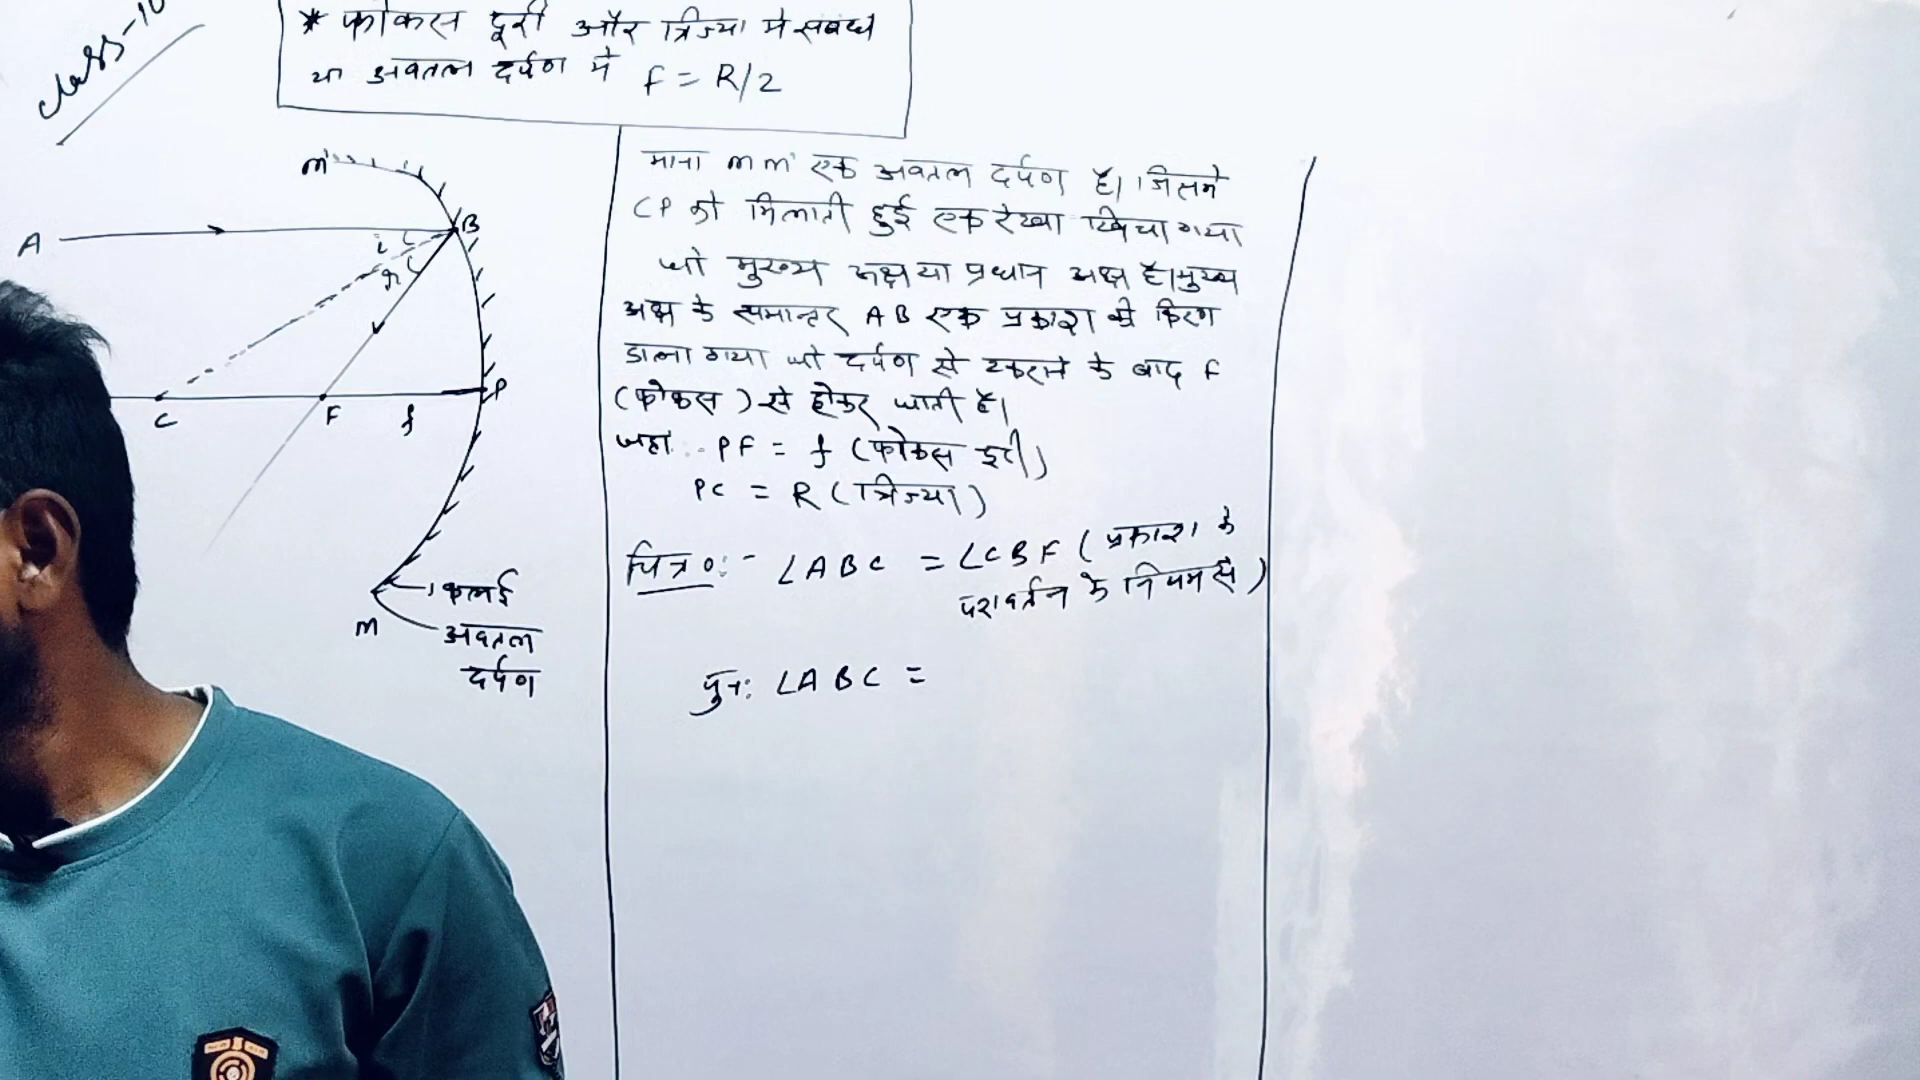 Class-10
* फोकस दूरी और त्रिज्या में संबंध
या अवतल दर्पण में f = R/2
m'
A
B
i
r
C
F
f
P
कलई
M
अवतल
दर्पण
माना m m' एक अवतल दर्पण है। जिसमें
CP को मिलाती हुई एक रेखा खिचा गया
जो मुख्य अक्ष या प्रधान अक्ष है। मुख्य
अक्ष के समान्तर AB एक प्रकाश की किरण
डाला गया जो दर्पण से टकराने के बाद F
(फोकस) से होकर जाती है।
जहा PF = f (फोकस दूरी)
PC = R (त्रिज्या)
चित्र०:- ∠ABC = ∠CBF (प्रकाश के
परावर्तन के नियम से)
पुन: ∠ABC =